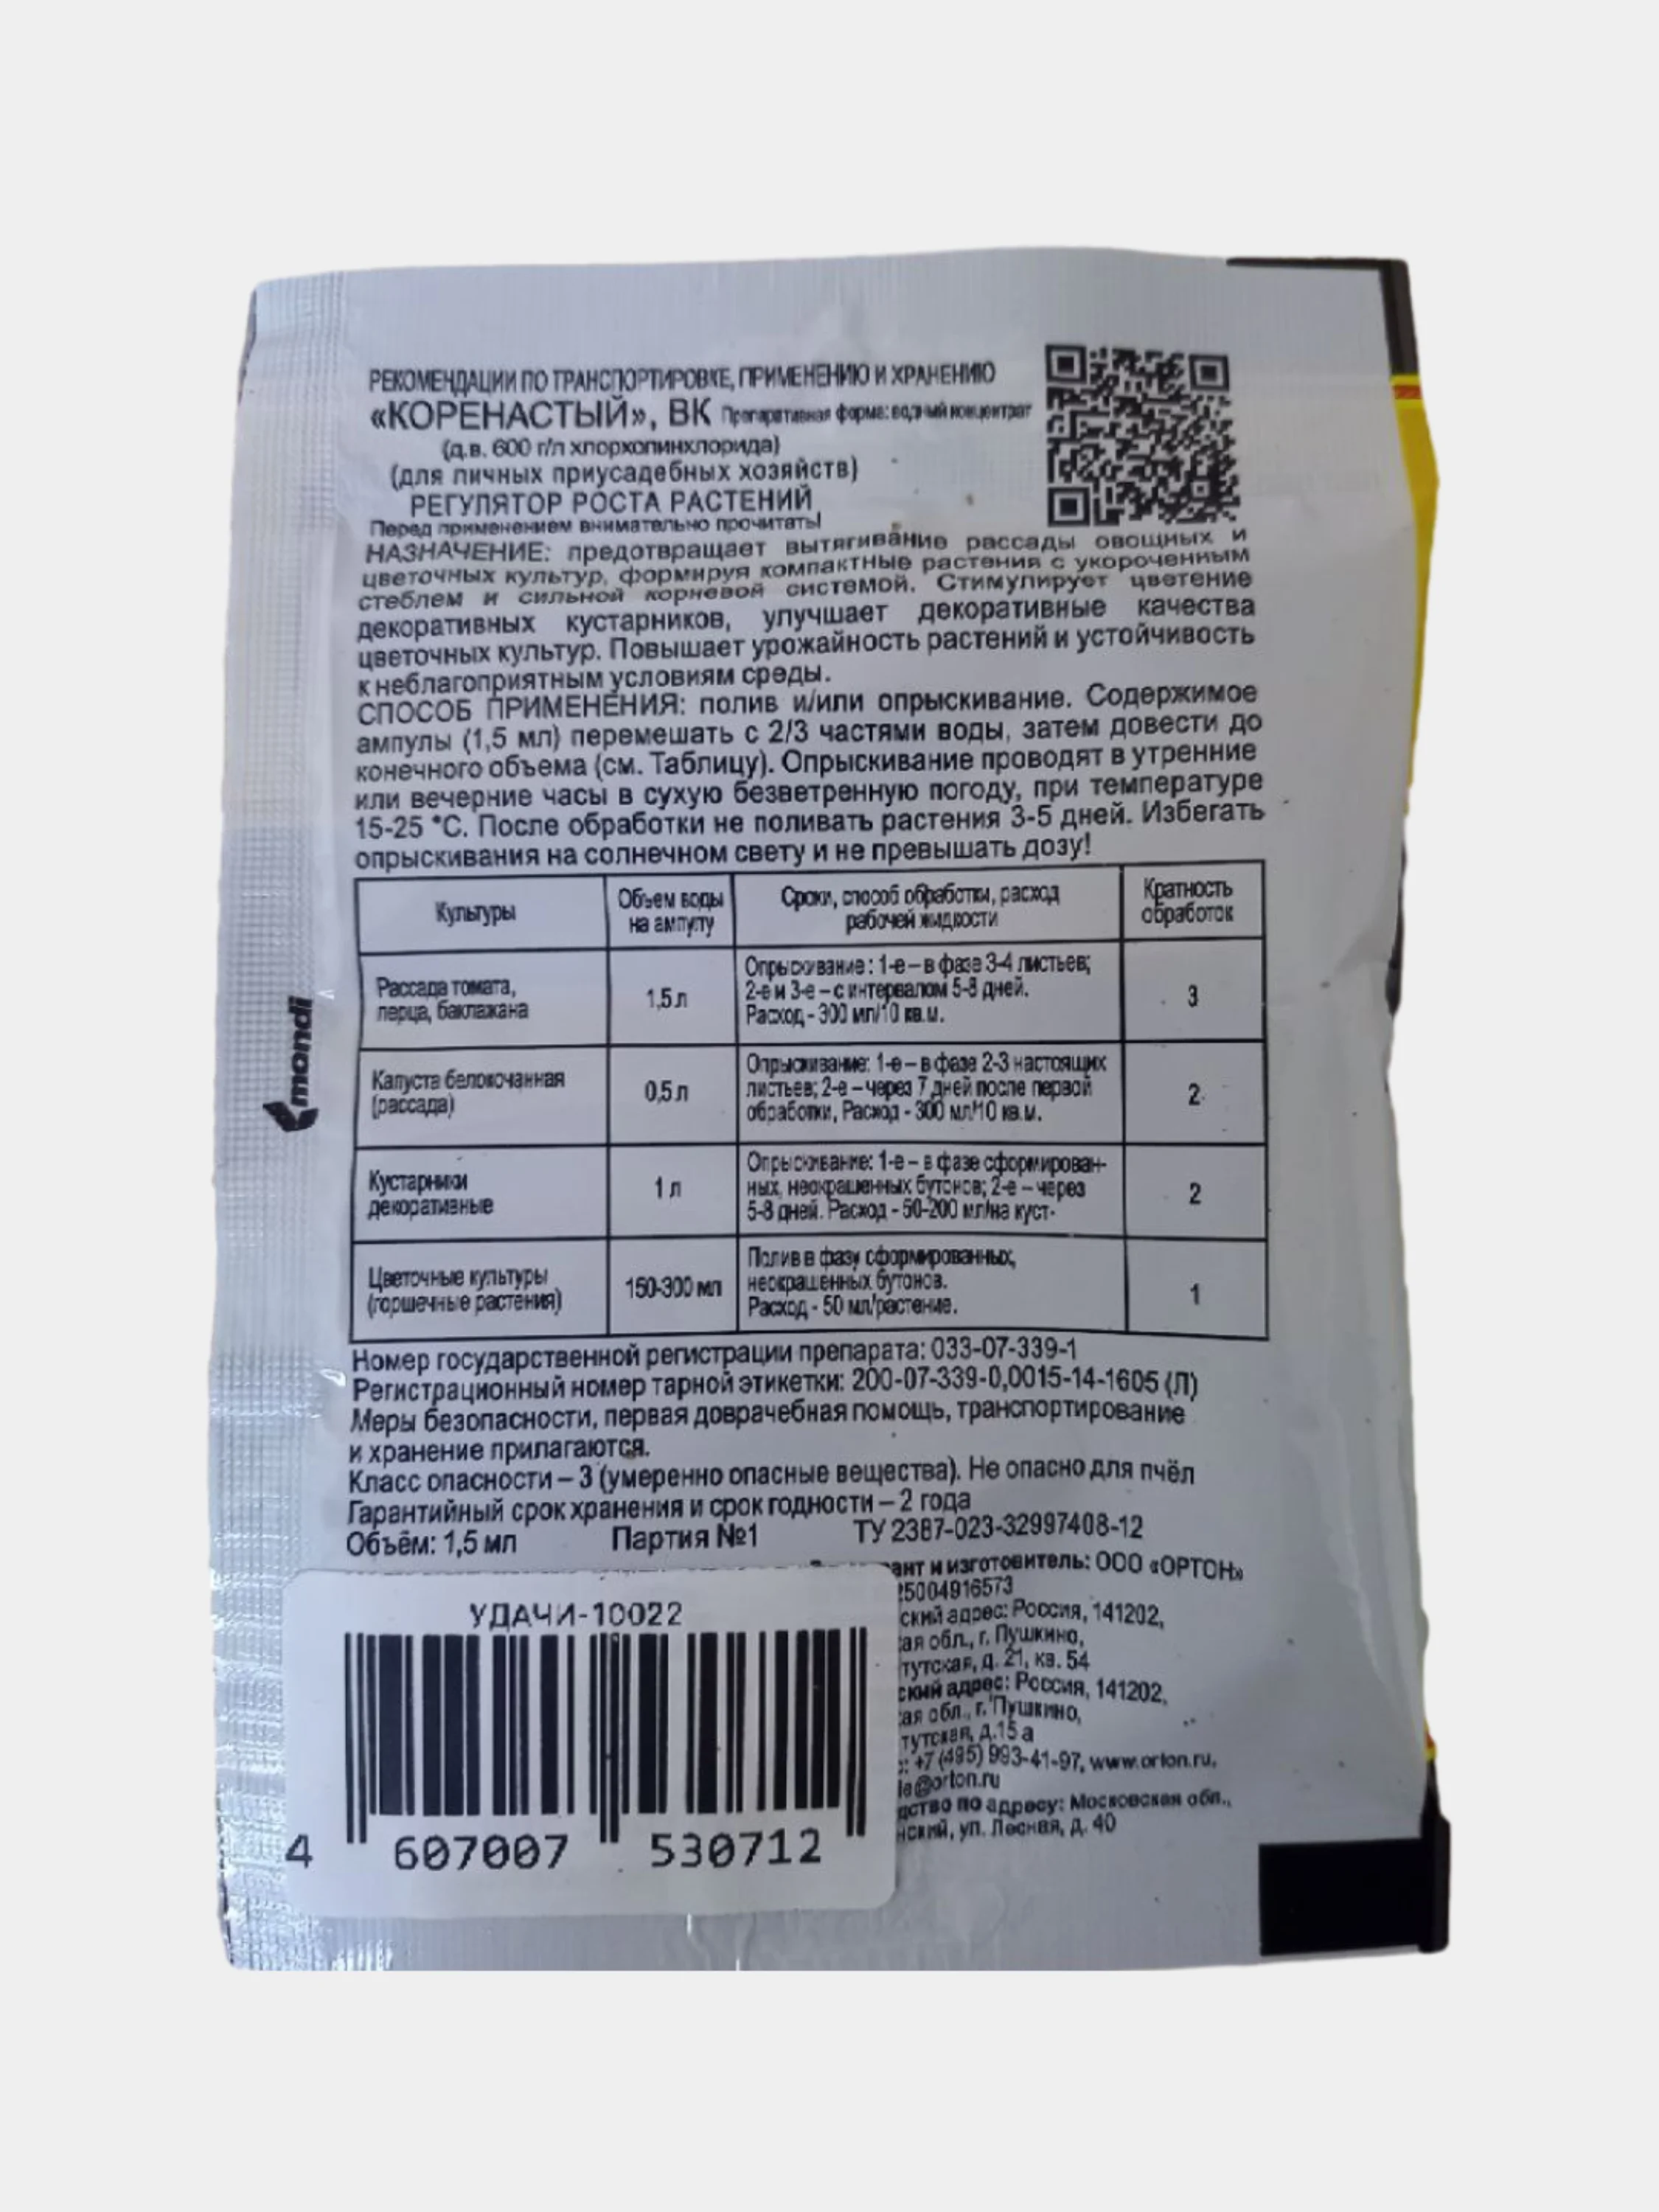 РЕКОМЕНДАЦИИ ПО ТРАНСПОРТИРОВКЕ, ПРИМЕНЕНИЮ И ХРАНЕНИЮ
«КОРЕНАСТЫЙ», ВК Препаративная форма: водный концентрат
(д.в. 600 г/л хлорхолинхлорида)
(для личных приусадебных хозяйств)
РЕГУЛЯТОР РОСТА РАСТЕНИЙ
Перед применением внимательно прочитать!
НАЗНАЧЕНИЕ: предотвращает вытягивание рассады овощных и
цветочных культур, формируя компактные растения с укороченным
стеблем и сильной корневой системой. Стимулирует цветение
декоративных кустарников, улучшает декоративные качества
цветочных культур. Повышает урожайность растений и устойчивость
к неблагоприятным условиям среды.
СПОСОБ ПРИМЕНЕНИЯ: полив и/или опрыскивание. Содержимое
ампулы (1,5 мл) перемешать с 2/3 частями воды, затем довести до
конечного объема (см. Таблицу). Опрыскивание проводят в утренние
или вечерние часы в сухую безветренную погоду, при температуре
15-25 °С. После обработки не поливать растения 3-5 дней. Избегать
опрыскивания на солнечном свету и не превышать дозу!
Культуры
Объем воды
на ампулу
Сроки, способ обработки, расход
рабочей жидкости
Кратность
обработок
Рассада томата,
перца, баклажана
1,5 л
Опрыскивание: 1-е – в фазе 3-4 листьев;
2-е и 3-е – с интервалом 5-8 дней.
Расход - 300 мл/10 кв.м.
3
Капуста белокочанная
(рассада)
0,5 л
Опрыскивание: 1-е – в фазе 2-3 настоящих
листьев; 2-е – через 7 дней после первой
обработки, Расход - 300 мл/10 кв.м.
2
Кустарники
декоративные
1 л
Опрыскивание: 1-е – в фазе сформирован-
ных, неокрашенных бутонов; 2-е – через
5-8 дней. Расход - 50-200 мл/на куст.
2
Цветочные культуры
(горшечные растения)
150-300 мл
Полив в фазу сформированных,
неокрашенных бутонов.
Расход - 50 мл/растение.
1
Номер государственной регистрации препарата: 033-07-339-1
Регистрационный номер тарной этикетки: 200-07-339-0,0015-14-1605 (Л)
Меры безопасности, первая доврачебная помощь, транспортирование
и хранение прилагаются.
Класс опасности – 3 (умеренно опасные вещества). Не опасно для пчёл
Гарантийный срок хранения и срок годности – 2 года
Объём: 1,5 мл Партия №1 ТУ 2387-023-32997408-12
ант и изготовитель: ООО «ОРТОН»
25004916573
ский адрес: Россия, 141202,
ая обл., г. Пушкино,
тутская, д. 21, кв. 54
ский адрес: Россия, 141202,
ая обл., г. Пушкино,
тутская, д.15 а
: +7 (495) 993-41-97, www.orton.ru,
le@orton.ru
дство по адресу: Московская обл.,
нский, ул. Лесная, д. 40
УДАЧИ-10022
4 607007 530712
mondi